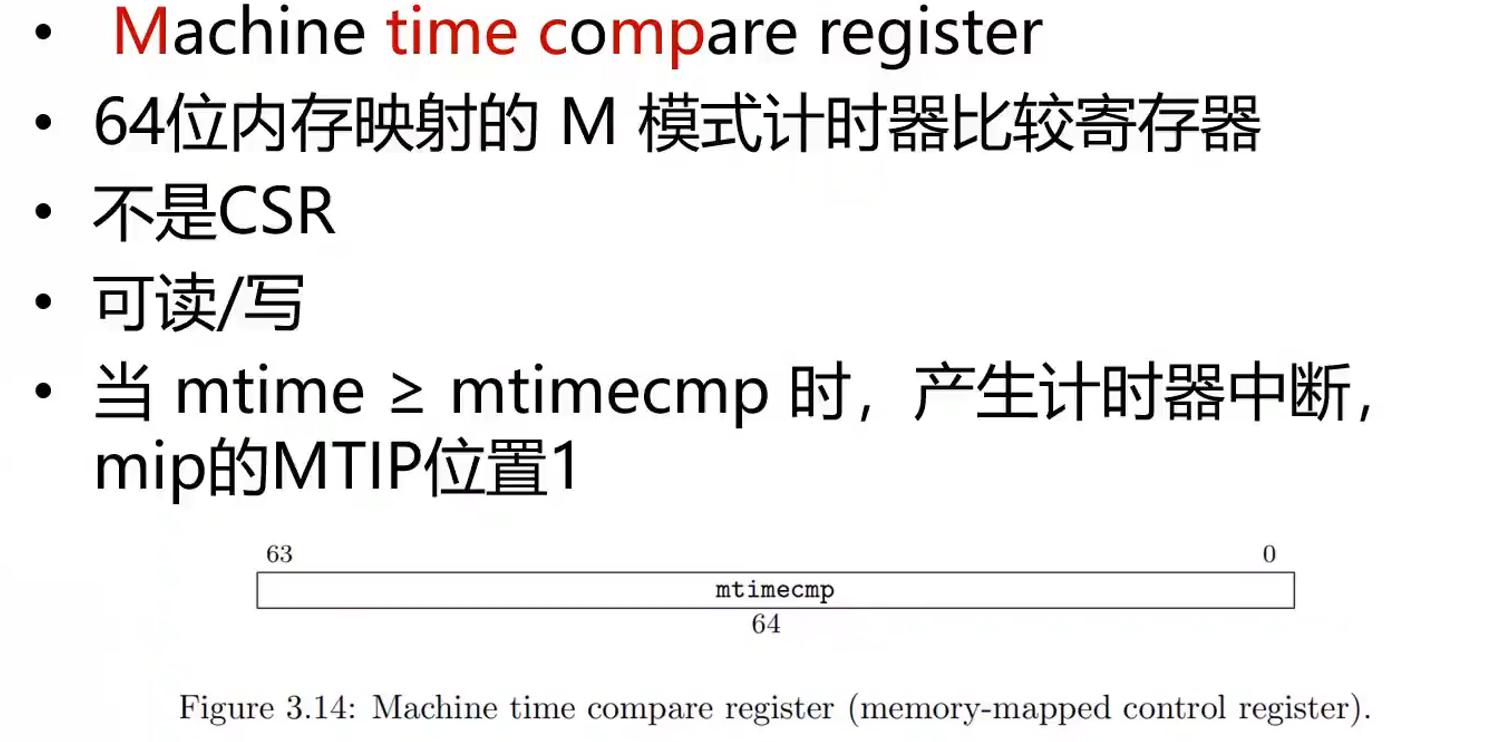 • Machine time compare register
• 64位内存映射的 M 模式计时器比较寄存器
• 不是CSR
• 可读/写
• 当 mtime ≥ mtimecmp 时，产生计时器中断，
mip的MTIP位置1
63 0
mtimecmp
64
Figure 3.14: Machine time compare register (memory-mapped control register).